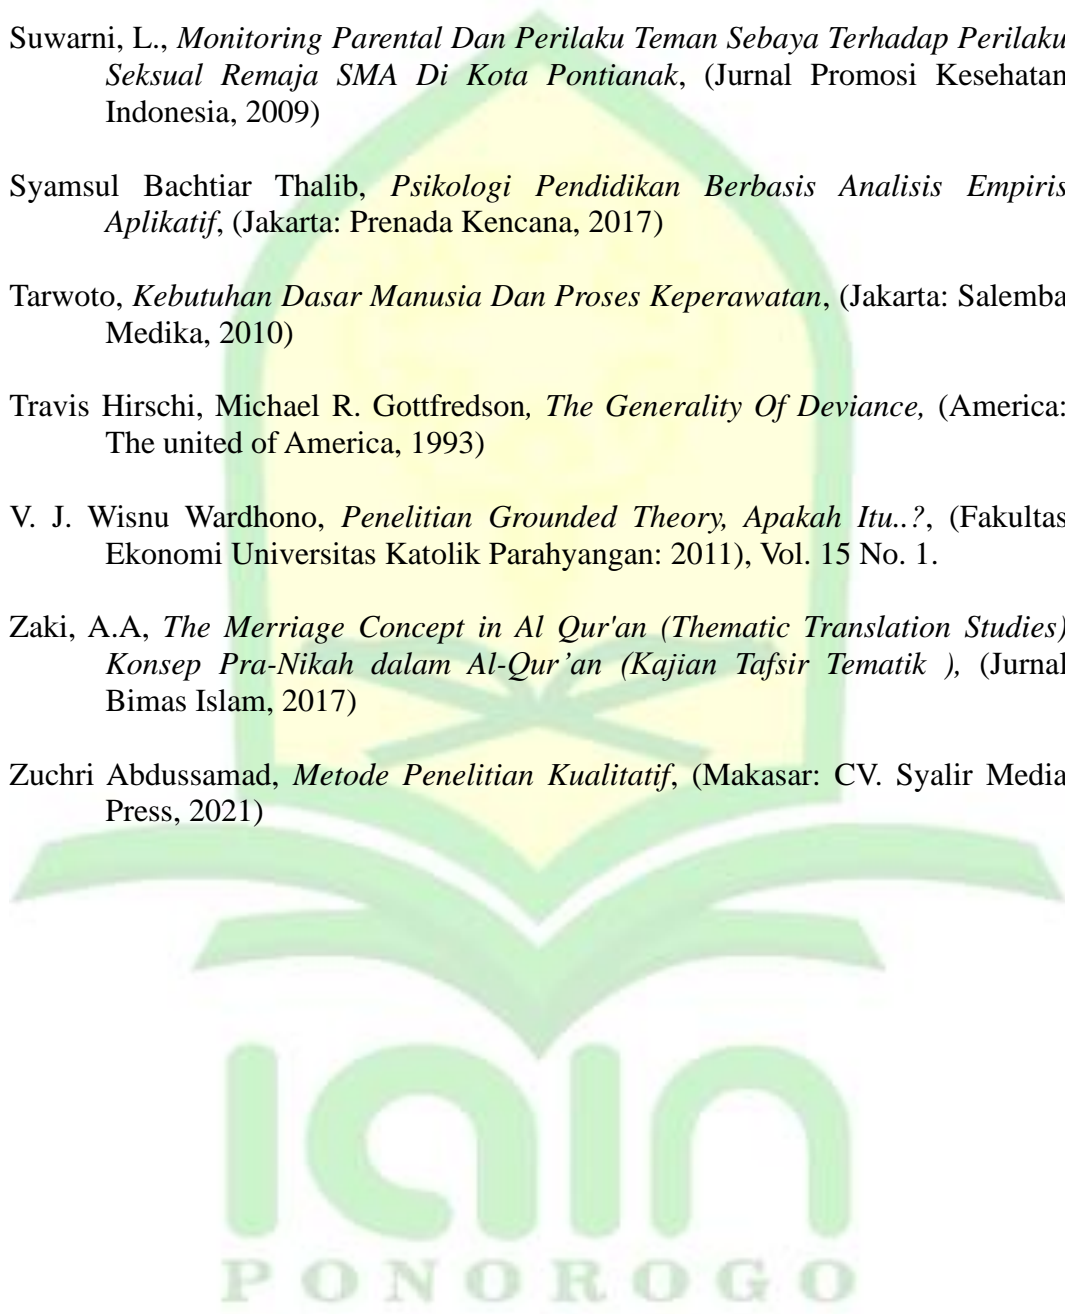 Suwarni, L., Monitoring Parental Dan Perilaku Teman Sebaya Terhadap Perilaku
Seksual Remaja SMA Di Kota Pontianak, (Jurnal Promosi Kesehatan
Indonesia, 2009)
Syamsul Bachtiar Thalib, Psikologi Pendidikan Berbasis Analisis Empiris
Aplikatif, (Jakarta: Prenada Kencana, 2017)
Tarwoto, Kebutuhan Dasar Manusia Dan Proses Keperawatan, (Jakarta: Salemba
Medika, 2010)
Travis Hirschi, Michael R. Gottfredson, The Generality Of Deviance, (America:
The united of America, 1993)
V. J. Wisnu Wardhono, Penelitian Grounded Theory, Apakah Itu..?, (Fakultas
Ekonomi Universitas Katolik Parahyangan: 2011), Vol. 15 No. 1.
Zaki, A.A, The Merriage Concept in Al Qur'an (Thematic Translation Studies)
Konsep Pra-Nikah dalam Al-Qur’an (Kajian Tafsir Tematik ), (Jurnal
Bimas Islam, 2017)
Zuchri Abdussamad, Metode Penelitian Kualitatif, (Makasar: CV. Syalir Media
Press, 2021)
iain
PONOROGO